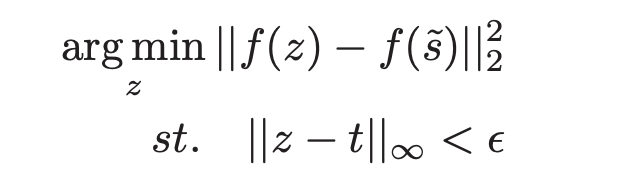 arg min ||f(z) − f(s̃)||₂²
z
st. ||z − t||∞ < ϵ